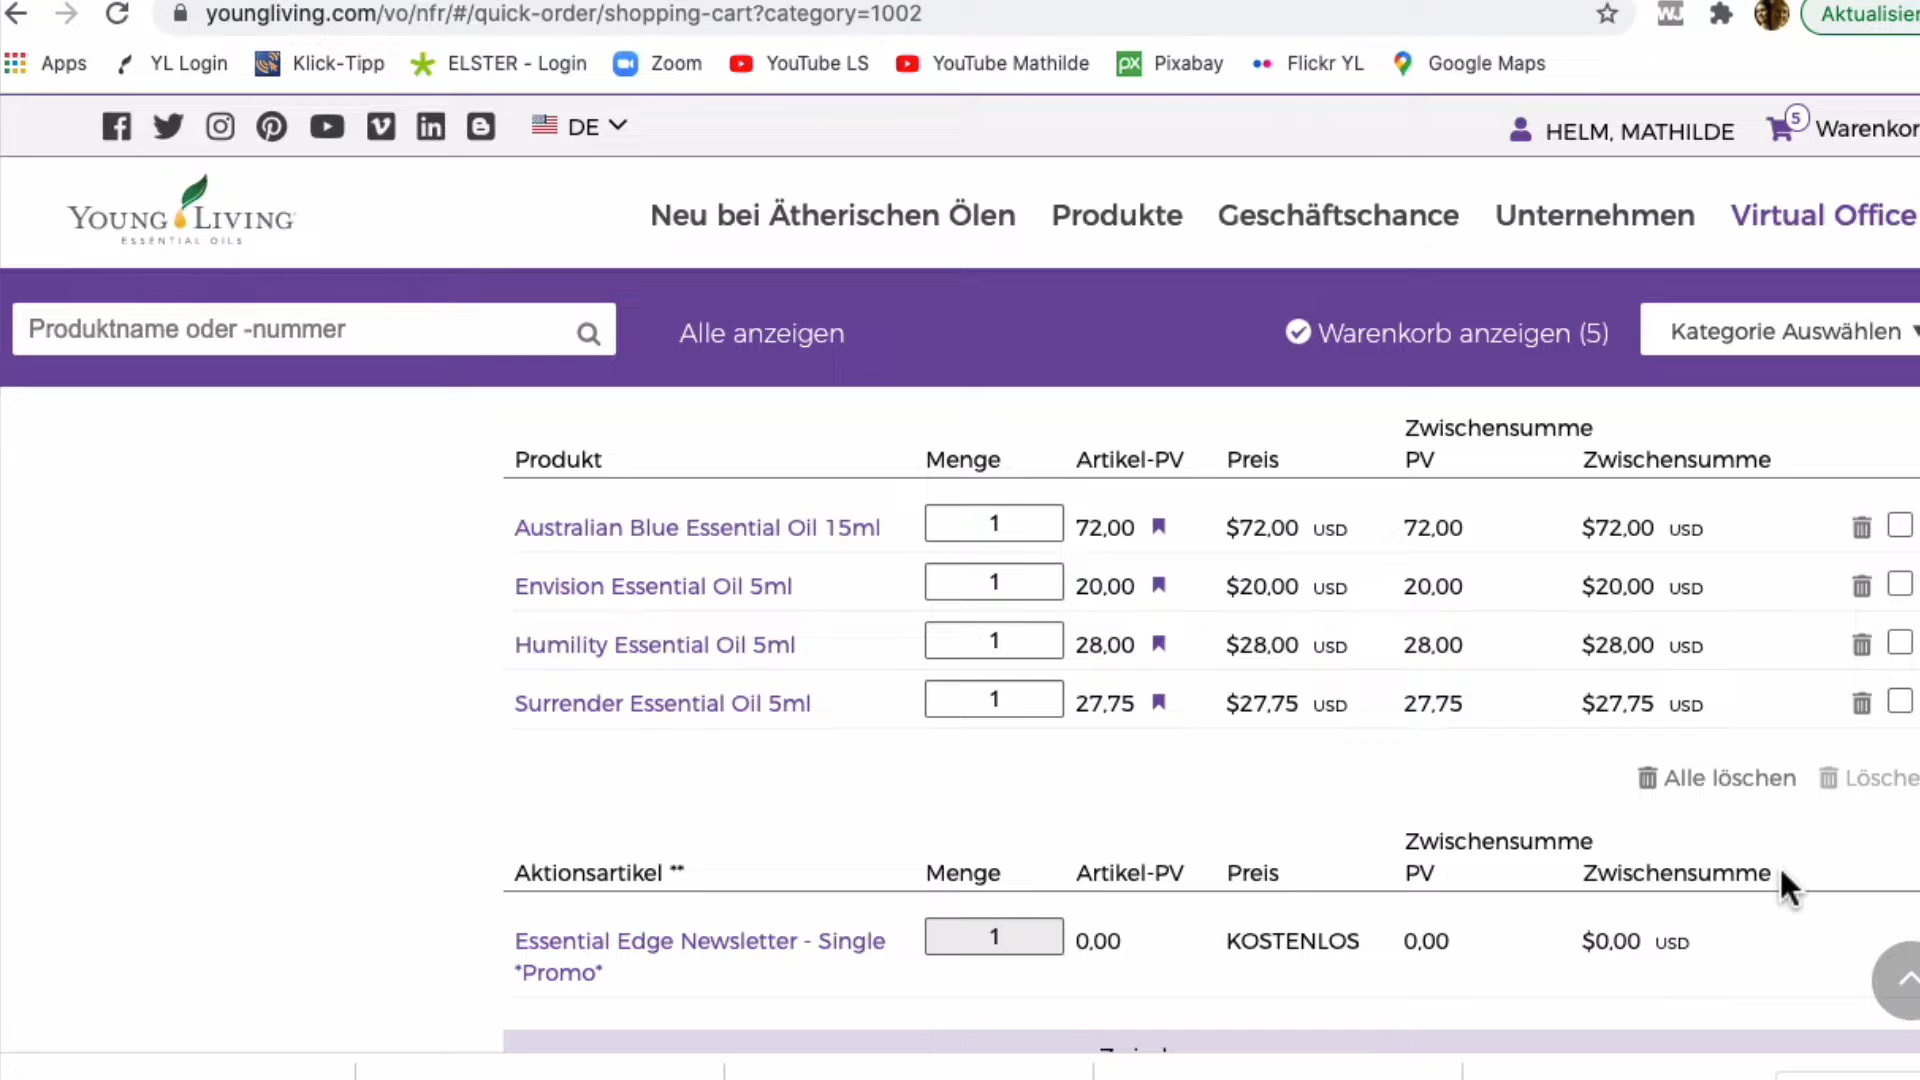 youngliving.com/vo/nfr/#/quick-order/shopping-cart?category=1002
Aktualisier
Apps YL Login Klick-Tipp ELSTER - Login Zoom YouTube LS YouTube Mathilde px Pixabay Flickr YL Google Maps
DE HELM, MATHILDE 5 Warenkor
YOUNG LIVING
ESSENTIAL OILS
Neu bei Ätherischen Ölen Produkte Geschäftschance Unternehmen Virtual Office
Produktname oder -nummer Alle anzeigen Warenkorb anzeigen (5) Kategorie Auswählen
Zwischensumme
Produkt Menge Artikel-PV Preis PV Zwischensumme
Australian Blue Essential Oil 15ml 1 72,00 $72,00 USD 72,00 $72,00 USD
Envision Essential Oil 5ml 1 20,00 $20,00 USD 20,00 $20,00 USD
Humility Essential Oil 5ml 1 28,00 $28,00 USD 28,00 $28,00 USD
Surrender Essential Oil 5ml 1 27,75 $27,75 USD 27,75 $27,75 USD
Alle löschen Lösche
Zwischensumme
Aktionsartikel ** Menge Artikel-PV Preis PV Zwischensumme
Essential Edge Newsletter - Single 1 0,00 KOSTENLOS 0,00 $0,00 USD
*Promo*